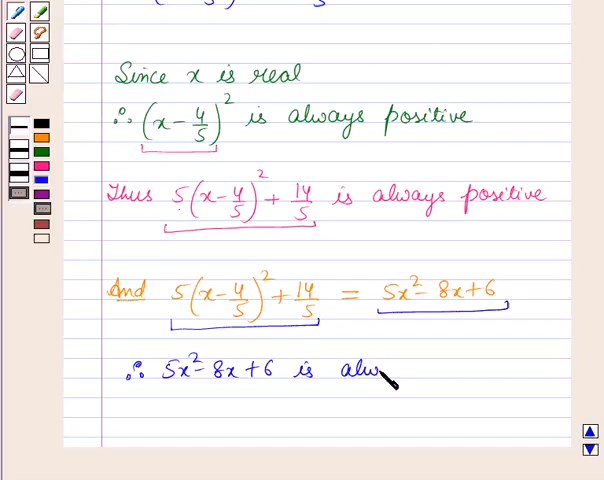 Since x is real
∴ (x - 4/5)² is always positive
Thus 5(x - 4/5)² + 14/5 is always positive
And 5(x - 4/5)² + 14/5 = 5x² - 8x + 6
∴ 5x² - 8x + 6 is alw